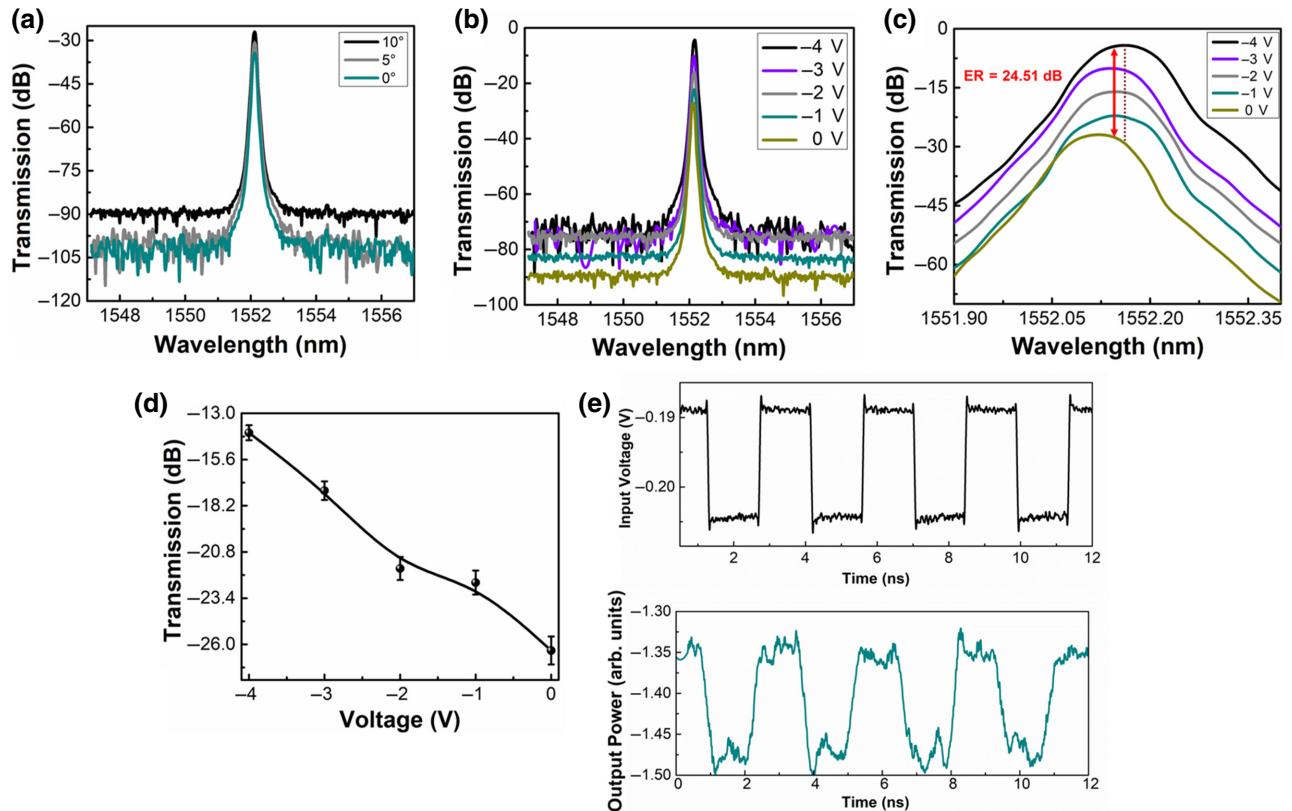 (a)
Transmission (dB)
−30
−45
−60
−75
−90
−105
−120
10°
5°
0°
1548 1550 1552 1554 1556
Wavelength (nm)
(b)
Transmission (dB)
0
−20
−40
−60
−80
−100
−4 V
−3 V
−2 V
−1 V
0 V
1548 1550 1552 1554 1556
Wavelength (nm)
(c)
Transmission (dB)
0
−15
−30
−45
−60
ER = 24.51 dB
−4 V
−3 V
−2 V
−1 V
0 V
1551.90 1552.05 1552.20 1552.35
Wavelength (nm)
(d)
Transmission (dB)
−13.0
−15.6
−18.2
−20.8
−23.4
−26.0
−4 −3 −2 −1 0
Voltage (V)
(e)
Input Voltage (V)
−0.19
−0.20
2 4 6 8 10 12
Time (ns)
Output Power (arb. units)
−1.30
−1.35
−1.40
−1.45
−1.50
0 2 4 6 8 10 12
Time (ns)